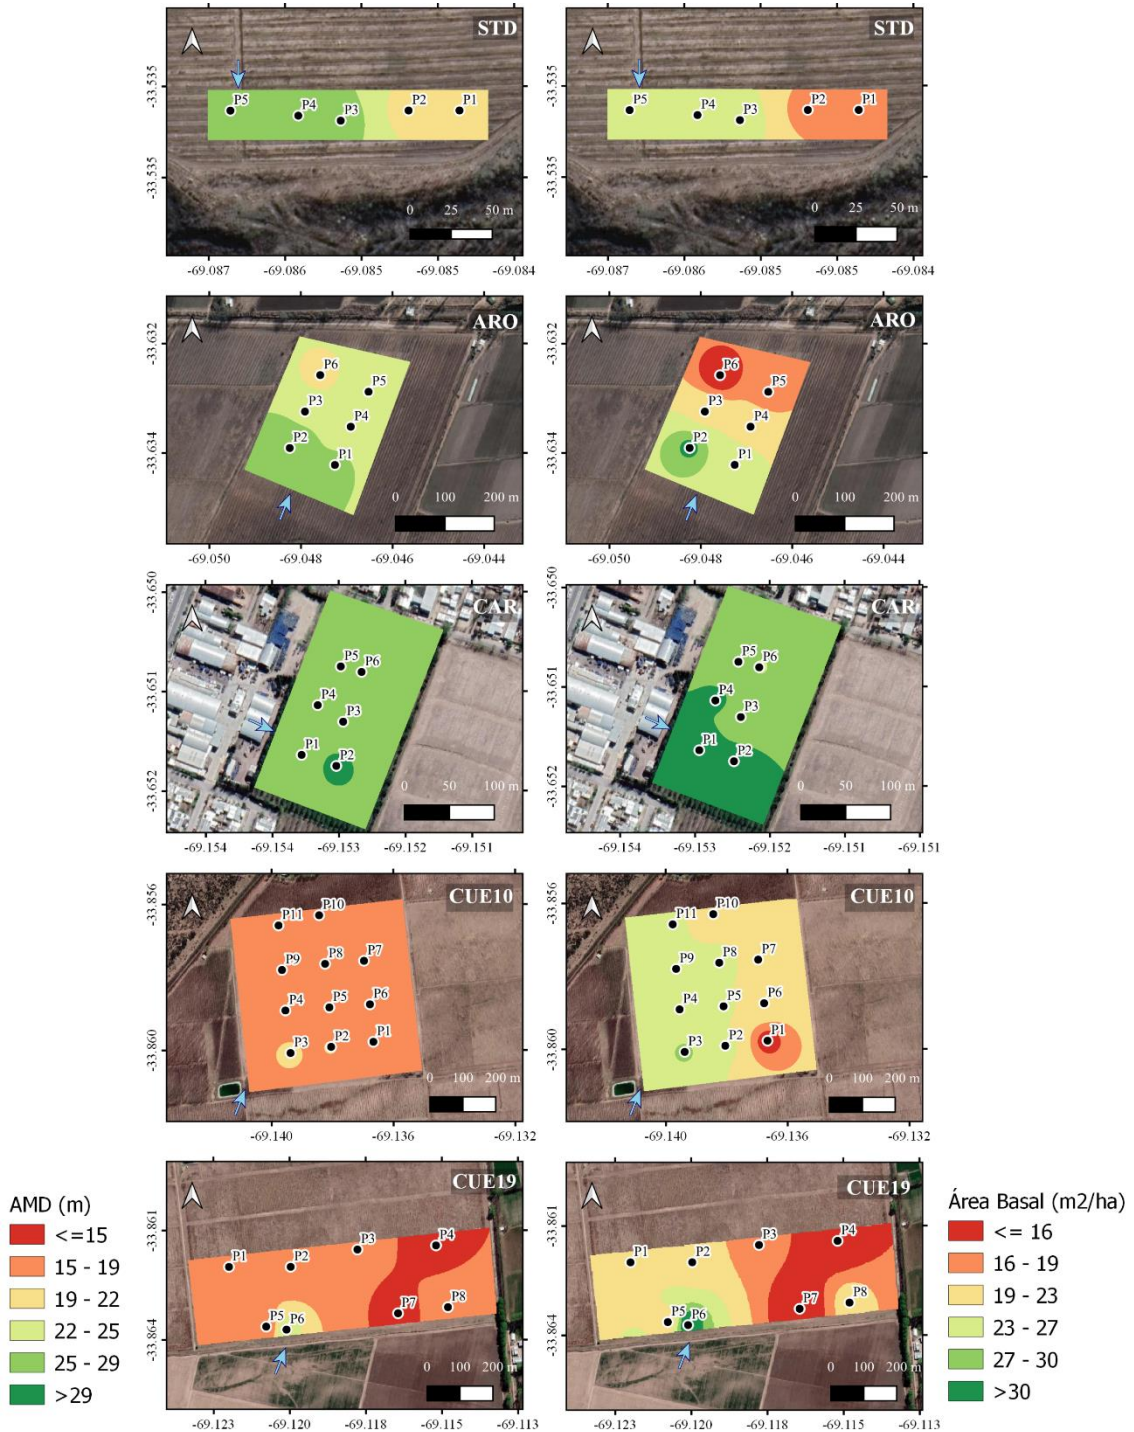 STD
P5
P4
P3
P2
P1
-33.535
-33.535
0 25 50 m
-69.087 -69.086 -69.085 -69.085 -69.084
STD
P5
P4
P3
P2
P1
-33.535
-33.535
0 25 50 m
-69.087 -69.086 -69.085 -69.085 -69.084
ARO
P6
P5
P3
P4
P2
P1
-33.632
-33.634
0 100 200 m
-69.050 -69.048 -69.046 -69.044
ARO
P6
P5
P3
P4
P2
P1
-33.632
-33.634
0 100 200 m
-69.050 -69.048 -69.046 -69.044
CAR
P5 P6
P4
P3
P1
P2
-33.650
-33.651
-33.652
0 50 100 m
-69.154 -69.154 -69.153 -69.152 -69.151
CAR
P5 P6
P4
P3
P1
P2
-33.650
-33.651
-33.652
0 50 100 m
-69.154 -69.153 -69.152 -69.151 -69.151
CUE10
P11 P10
P9 P8 P7
P4 P5 P6
P3 P2 P1
-33.856
-33.860
0 100 200 m
-69.140 -69.136 -69.132
CUE10
P11 P10
P9 P8 P7
P4 P5 P6
P3 P2 P1
-33.856
-33.860
0 100 200 m
-69.140 -69.136 -69.132
CUE19
P1 P2 P3 P4
P5 P6 P7 P8
-33.861
-33.864
0 100 200 m
-69.123 -69.120 -69.118 -69.115 -69.113
CUE19
P1 P2 P3 P4
P5 P6 P7 P8
-33.861
-33.864
0 100 200 m
-69.123 -69.120 -69.118 -69.115 -69.113
AMD (m)
<=15
15 - 19
19 - 22
22 - 25
25 - 29
>29
Área Basal (m2/ha)
<= 16
16 - 19
19 - 23
23 - 27
27 - 30
>30